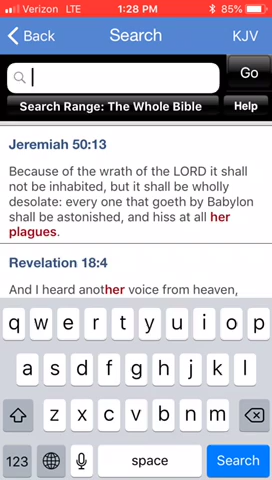 Verizon LTE 1:28 PM 85%
Back Search KJV
Go
Search Range: The Whole Bible Help
Jeremiah 50:13
Because of the wrath of the LORD it shall
not be inhabited, but it shall be wholly
desolate: every one that goeth by Babylon
shall be astonished, and hiss at all her
plagues.
Revelation 18:4
And I heard another voice from heaven,
q w e r t y u i o p
a s d f g h j k l
z x c v b n m
123 space Search